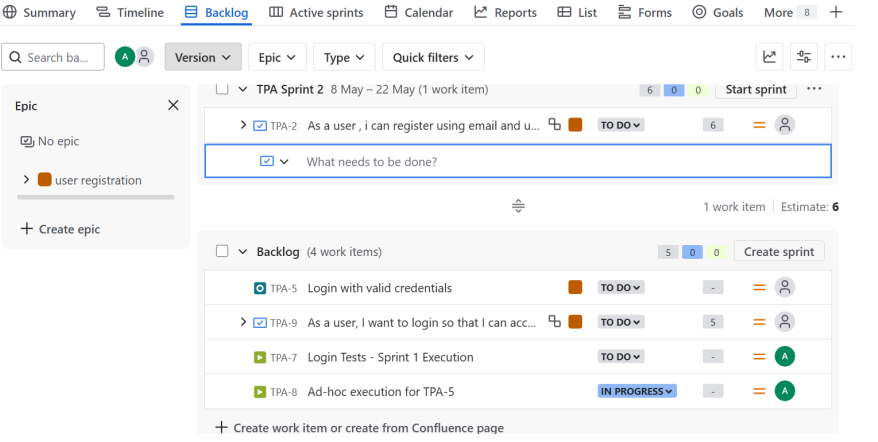 Summary Timeline Backlog Active sprints Calendar Reports List Forms Goals More 8
Search ba... A Version Epic Type Quick filters
Epic
No epic
user registration
Create epic
TPA Sprint 2 8 May – 22 May (1 work item) 6 0 0 Start sprint
TPA-2 As a user , i can register using email and u... TO DO 6
What needs to be done?
1 work item Estimate: 6
Backlog (4 work items) 5 0 0 Create sprint
TPA-5 Login with valid credentials TO DO -
TPA-9 As a user, I want to login so that I can acc... TO DO 5
TPA-7 Login Tests - Sprint 1 Execution TO DO - A
TPA-8 Ad-hoc execution for TPA-5 IN PROGRESS - A
Create work item or create from Confluence page